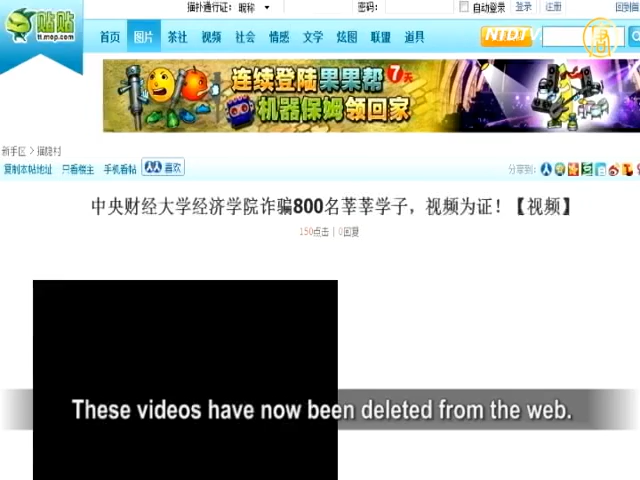 猫扑通行证: 昵称 密码: 自动登录 登录 注册
贴贴
tt.mop.com
首页 图片 茶社 视频 社会 情感 文学 炫图 联盟 道具
NTDTV
连续登陆果果帮7天
机器保姆领回家
新手区 > 猫隐村
复制本帖地址 只看楼主 手机看帖 喜欢
分享到:
中央财经大学经济学院诈骗800名莘莘学子，视频为证！【视频】
150点击 | 0回复
These videos have now been deleted from the web.